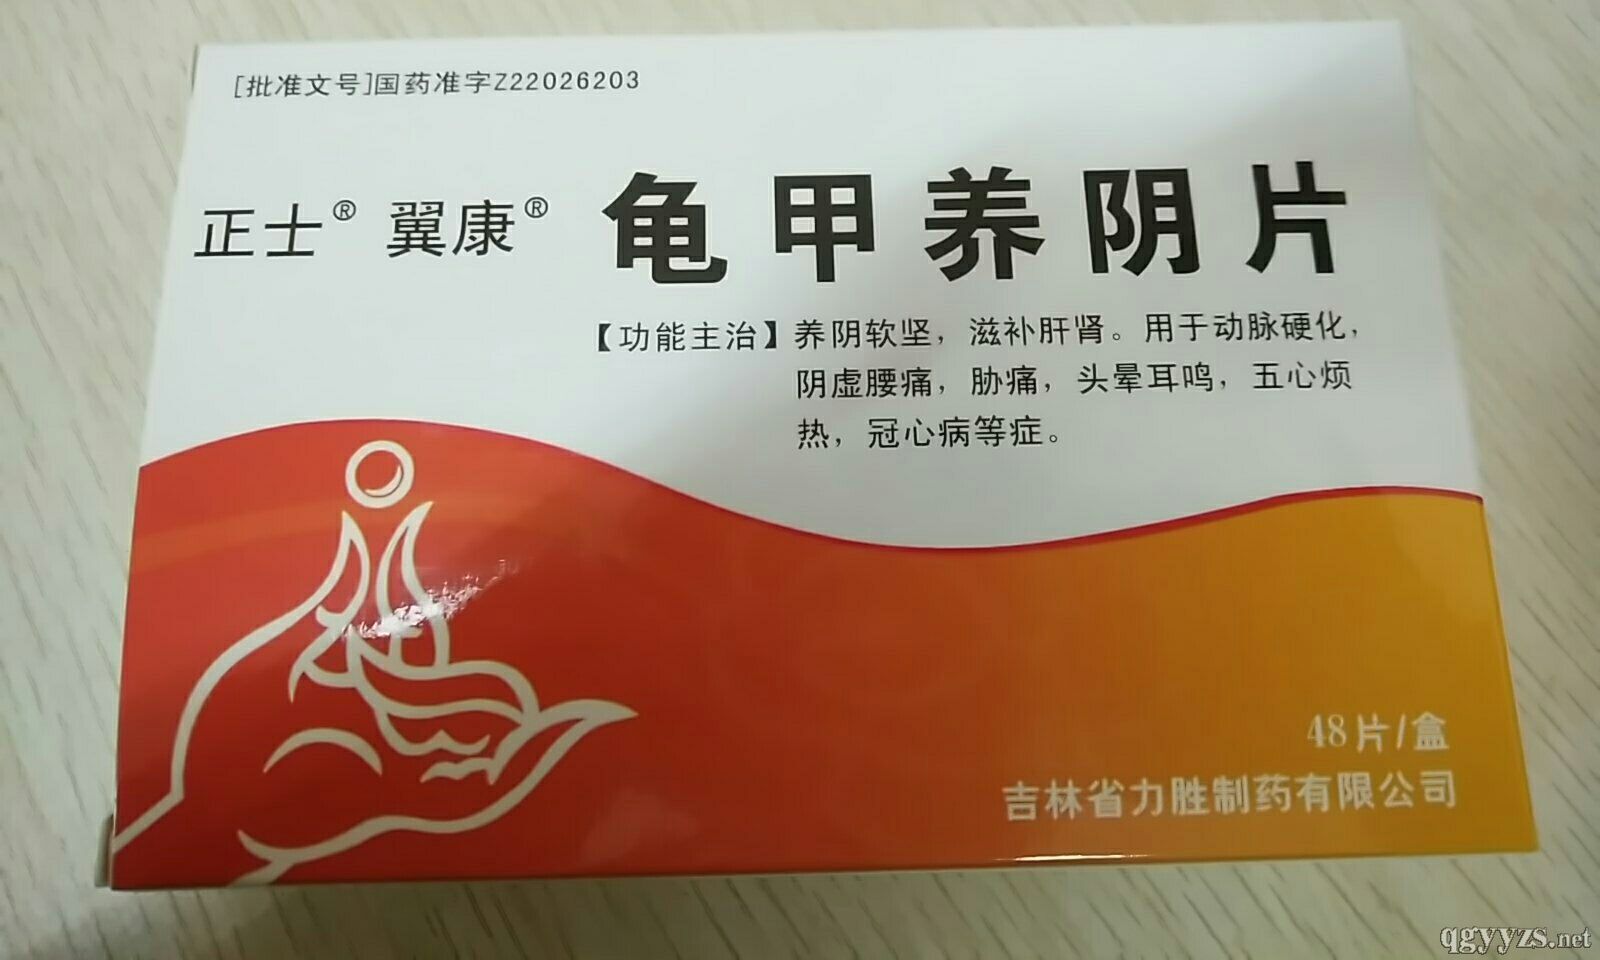 [批准文号]国药准字Z22026203
正士® 翼康® 龟甲养阴片
【功能主治】养阴软坚，滋补肝肾。用于动脉硬化，
阴虚腰痛，胁痛，头晕耳鸣，五心烦
热，冠心病等症。
48片/盒
吉林省力胜制药有限公司
qgyyzs.net